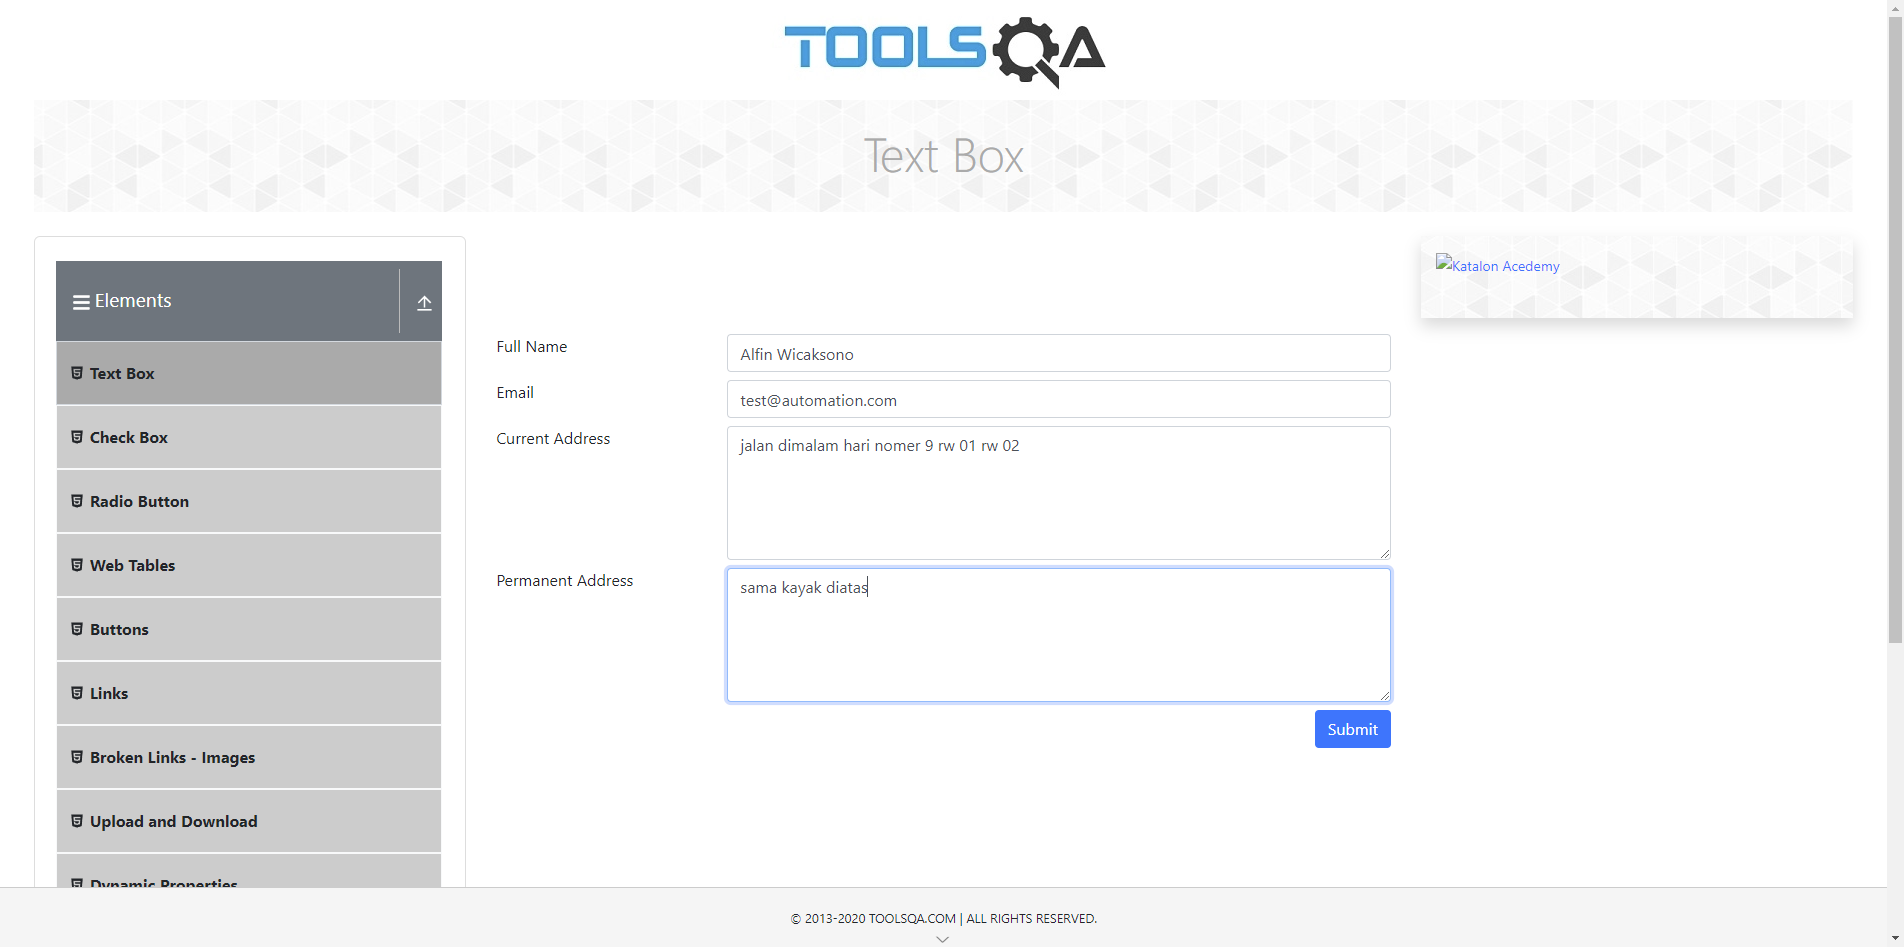 TOOLSQA
Text Box
Elements
Text Box
Check Box
Radio Button
Web Tables
Buttons
Links
Broken Links - Images
Upload and Download
Dynamic Properties
Full Name
Alfin Wicaksono
Email
test@automation.com
Current Address
jalan dimalam hari nomer 9 rw 01 rw 02
Permanent Address
sama kayak diatas
Submit
Katalon Acedemy
© 2013-2020 TOOLSQA.COM | ALL RIGHTS RESERVED.